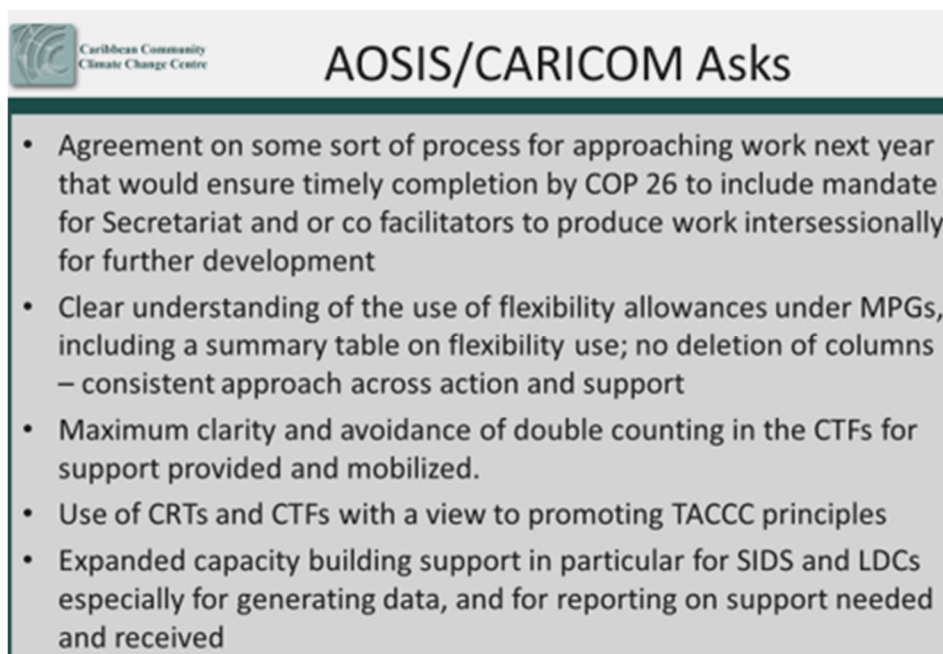 Caribbean Community
Climate Change Centre
AOSIS/CARICOM Asks
• Agreement on some sort of process for approaching work next year
that would ensure timely completion by COP 26 to include mandate
for Secretariat and or co facilitators to produce work intersessionally
for further development
• Clear understanding of the use of flexibility allowances under MPGs,
including a summary table on flexibility use; no deletion of columns
– consistent approach across action and support
• Maximum clarity and avoidance of double counting in the CTFs for
support provided and mobilized.
• Use of CRTs and CTFs with a view to promoting TACCC principles
• Expanded capacity building support in particular for SIDS and LDCs
especially for generating data, and for reporting on support needed
and received